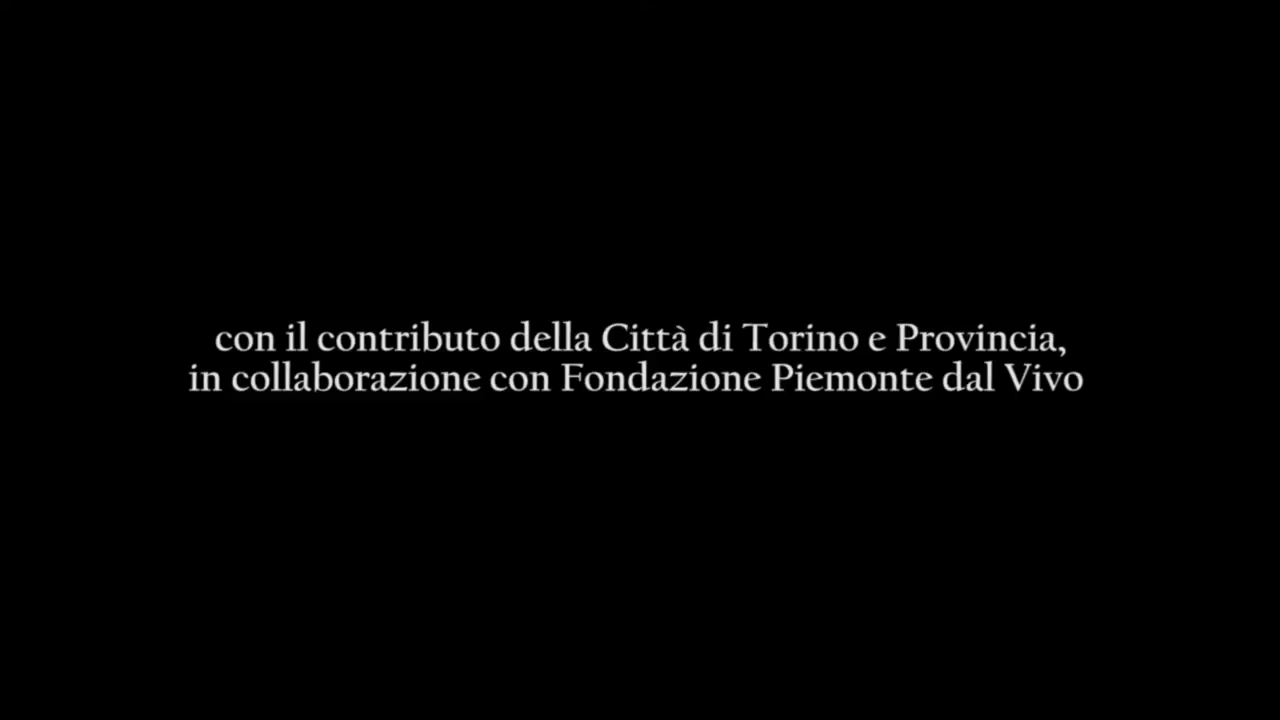 con il contributo della Città di Torino e Provincia,
in collaborazione con Fondazione Piemonte dal Vivo